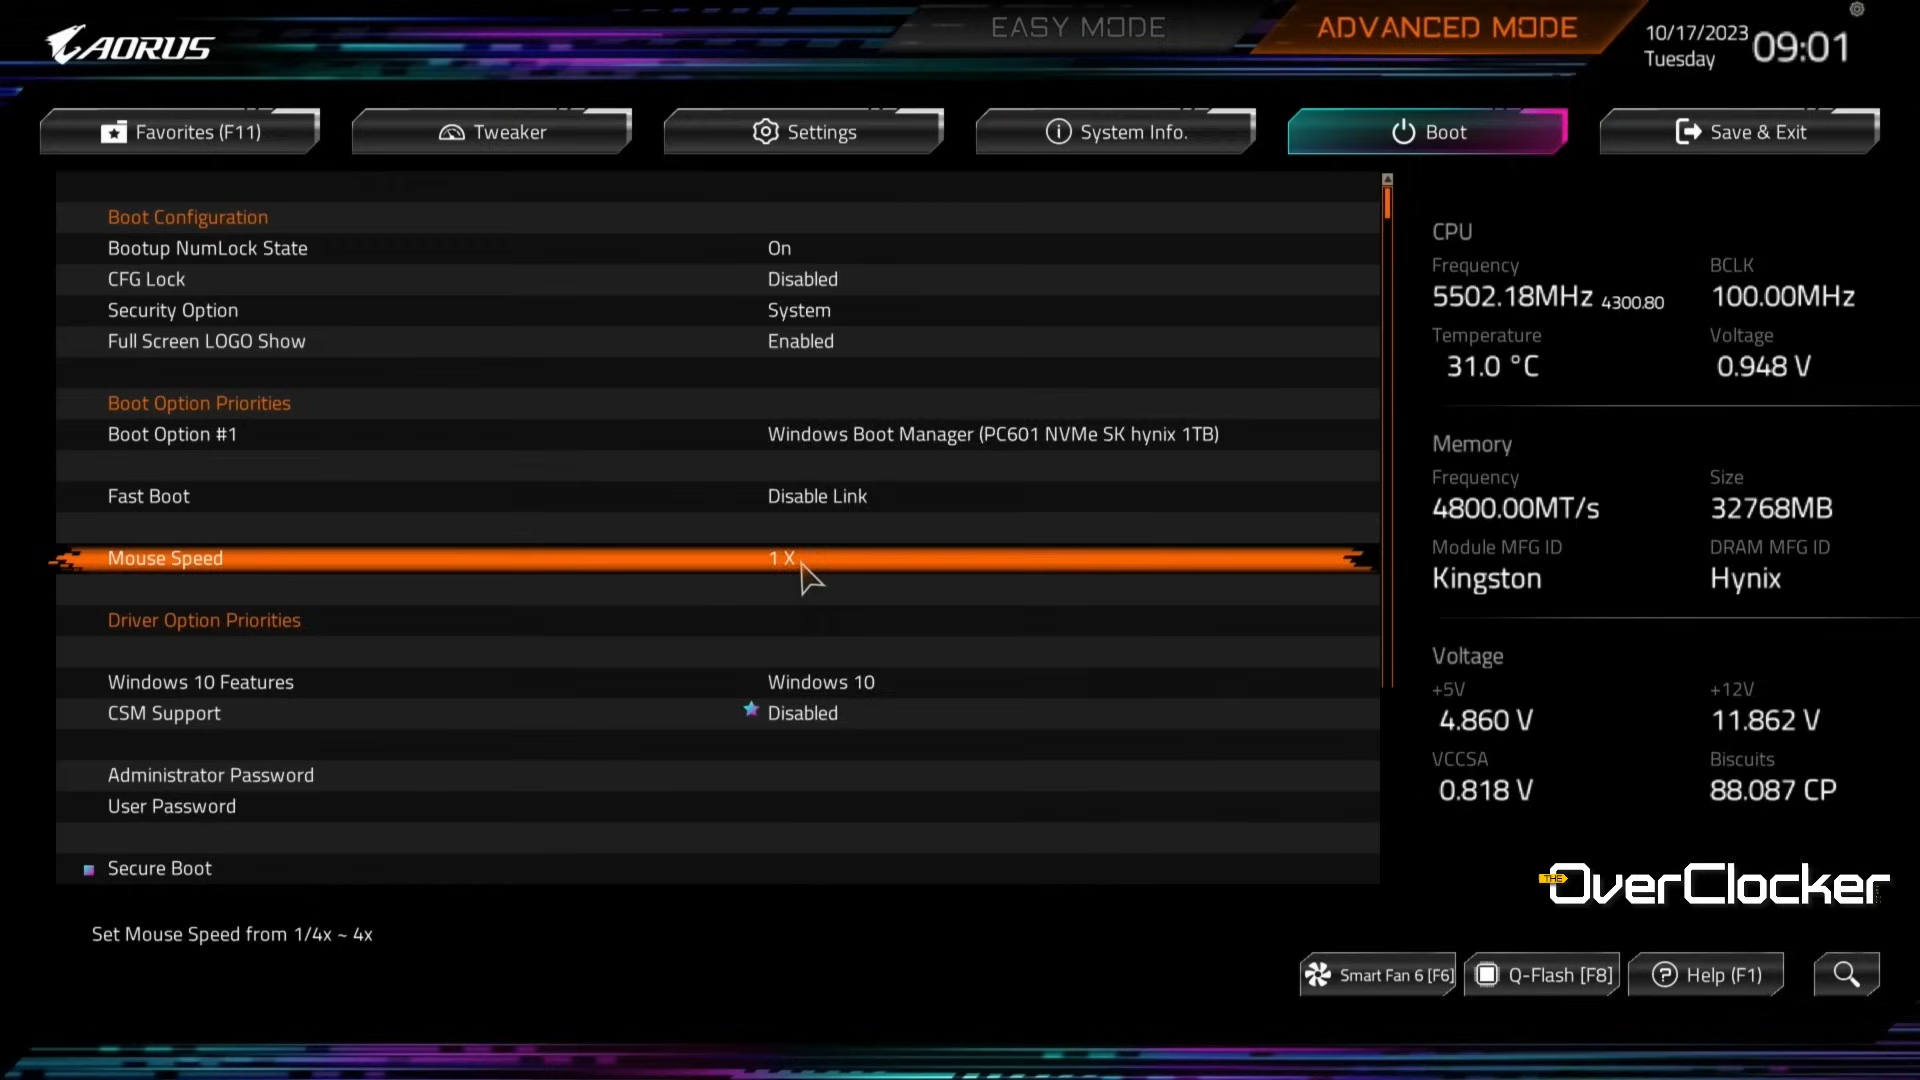 AORUS
EASY MODE
ADVANCED MODE
10/17/2023
Tuesday
09:01
Favorites (F11)
Tweaker
Settings
System Info.
Boot
Save & Exit
Boot Configuration
Bootup NumLock State On
CFG Lock Disabled
Security Option System
Full Screen LOGO Show Enabled
Boot Option Priorities
Boot Option #1 Windows Boot Manager (PC601 NVMe SK hynix 1TB)
Fast Boot Disable Link
Mouse Speed 1 X
Driver Option Priorities
Windows 10 Features Windows 10
CSM Support Disabled
Administrator Password
User Password
Secure Boot
CPU
Frequency BCLK
5502.18MHz 4300.80 100.00MHz
Temperature Voltage
31.0 °C 0.948 V
Memory
Frequency Size
4800.00MT/s 32768MB
Module MFG ID DRAM MFG ID
Kingston Hynix
Voltage
+5V +12V
4.860 V 11.862 V
VCCSA Biscuits
0.818 V 88.087 CP
THE OverClocker
Set Mouse Speed from 1/4x ~ 4x
Smart Fan 6 [F6]
Q-Flash [F8]
Help (F1)